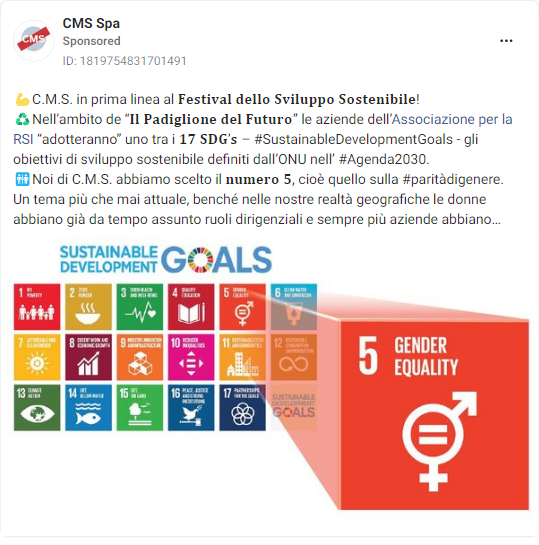 CMS Spa
CMS
Sponsored
ID: 1819754831701491
💪C.M.S. in prima linea al 𝐅𝐞𝐬𝐭𝐢𝐯𝐚𝐥 𝐝𝐞𝐥𝐥𝐨 𝐒𝐯𝐢𝐥𝐮𝐩𝐩𝐨 𝐒𝐨𝐬𝐭𝐞𝐧𝐢𝐛𝐢𝐥𝐞!
♻️Nell’ambito de “𝐈𝐥 𝐏𝐚𝐝𝐢𝐠𝐥𝐢𝐨𝐧𝐞 𝐝𝐞𝐥 𝐅𝐮𝐭𝐮𝐫𝐨” le aziende dell’Associazione per la
RSI “adotteranno” uno tra i 𝟏𝟕 𝐒𝐃𝐆’𝐬 – #SustainableDevelopmentGoals - gli
obiettivi di sviluppo sostenibile definiti dall’ONU nell’ #Agenda2030.
🚻Noi di C.M.S. abbiamo scelto il 𝐧𝐮𝐦𝐞𝐫𝐨 𝟓, cioè quello sulla #paritàdigenere.
Un tema più che mai attuale, benché nelle nostre realtà geografiche le donne
abbiano già da tempo assunto ruoli dirigenziali e sempre più aziende abbiano...
SUSTAINABLE
DEVELOPMENT
GOALS
1 NO POVERTY
2 ZERO HUNGER
3 GOOD HEALTH AND WELL-BEING
4 QUALITY EDUCATION
5 GENDER EQUALITY
6 CLEAN WATER AND SANITATION
7 AFFORDABLE AND CLEAN ENERGY
8 DECENT WORK AND ECONOMIC GROWTH
9 INDUSTRY, INNOVATION AND INFRASTRUCTURE
10 REDUCED INEQUALITIES
11 SUSTAINABLE CITIES AND COMMUNITIES
12 RESPONSIBLE CONSUMPTION AND PRODUCTION
13 CLIMATE ACTION
14 LIFE BELOW WATER
15 LIFE ON LAND
16 PEACE, JUSTICE AND STRONG INSTITUTIONS
17 PARTNERSHIPS FOR THE GOALS
SUSTAINABLE
DEVELOPMENT
GOALS
5 GENDER
EQUALITY